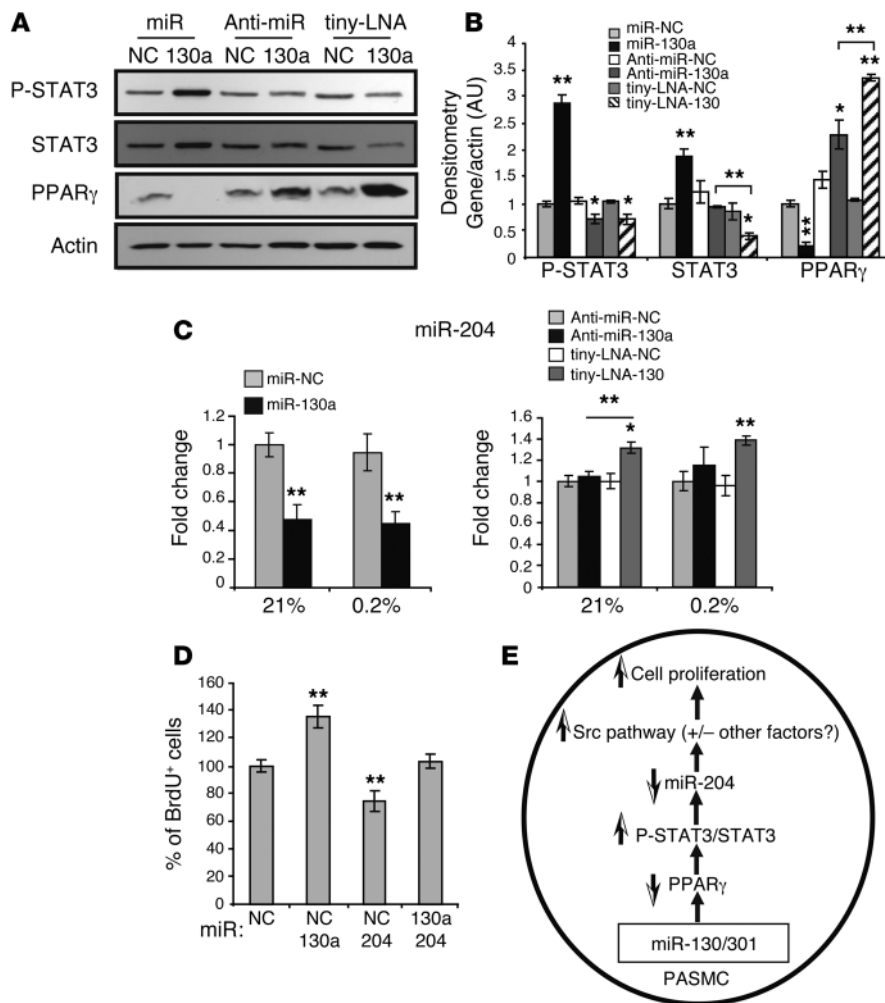 A
miR Anti-miR tiny-LNA
NC 130a NC 130a NC 130a
P-STAT3
STAT3
PPARγ
Actin
B
miR-NC
miR-130a
Anti-miR-NC
Anti-miR-130a
tiny-LNA-NC
tiny-LNA-130
Densitometry
Gene/actin (AU)
4
3.5
3
2.5
2
1.5
1
0.5
0
**
*
*
**
**
*
**
*
**
**
P-STAT3 STAT3 PPARγ
C
miR-204
miR-NC
miR-130a
Fold change
1.2
1
0.8
0.6
0.4
0.2
0
**
**
21% 0.2%
Anti-miR-NC
Anti-miR-130a
tiny-LNA-NC
tiny-LNA-130
Fold change
1.6
1.4
1.2
1
0.8
0.6
0.4
0.2
0
**
*
**
21% 0.2%
D
% of BrdU+ cells
160
140
120
100
80
60
40
20
0
**
**
miR: NC NC NC 130a
130a 204 204
E
Cell proliferation
Src pathway (+/– other factors?)
miR-204
P-STAT3/STAT3
PPARγ
miR-130/301
PASMC